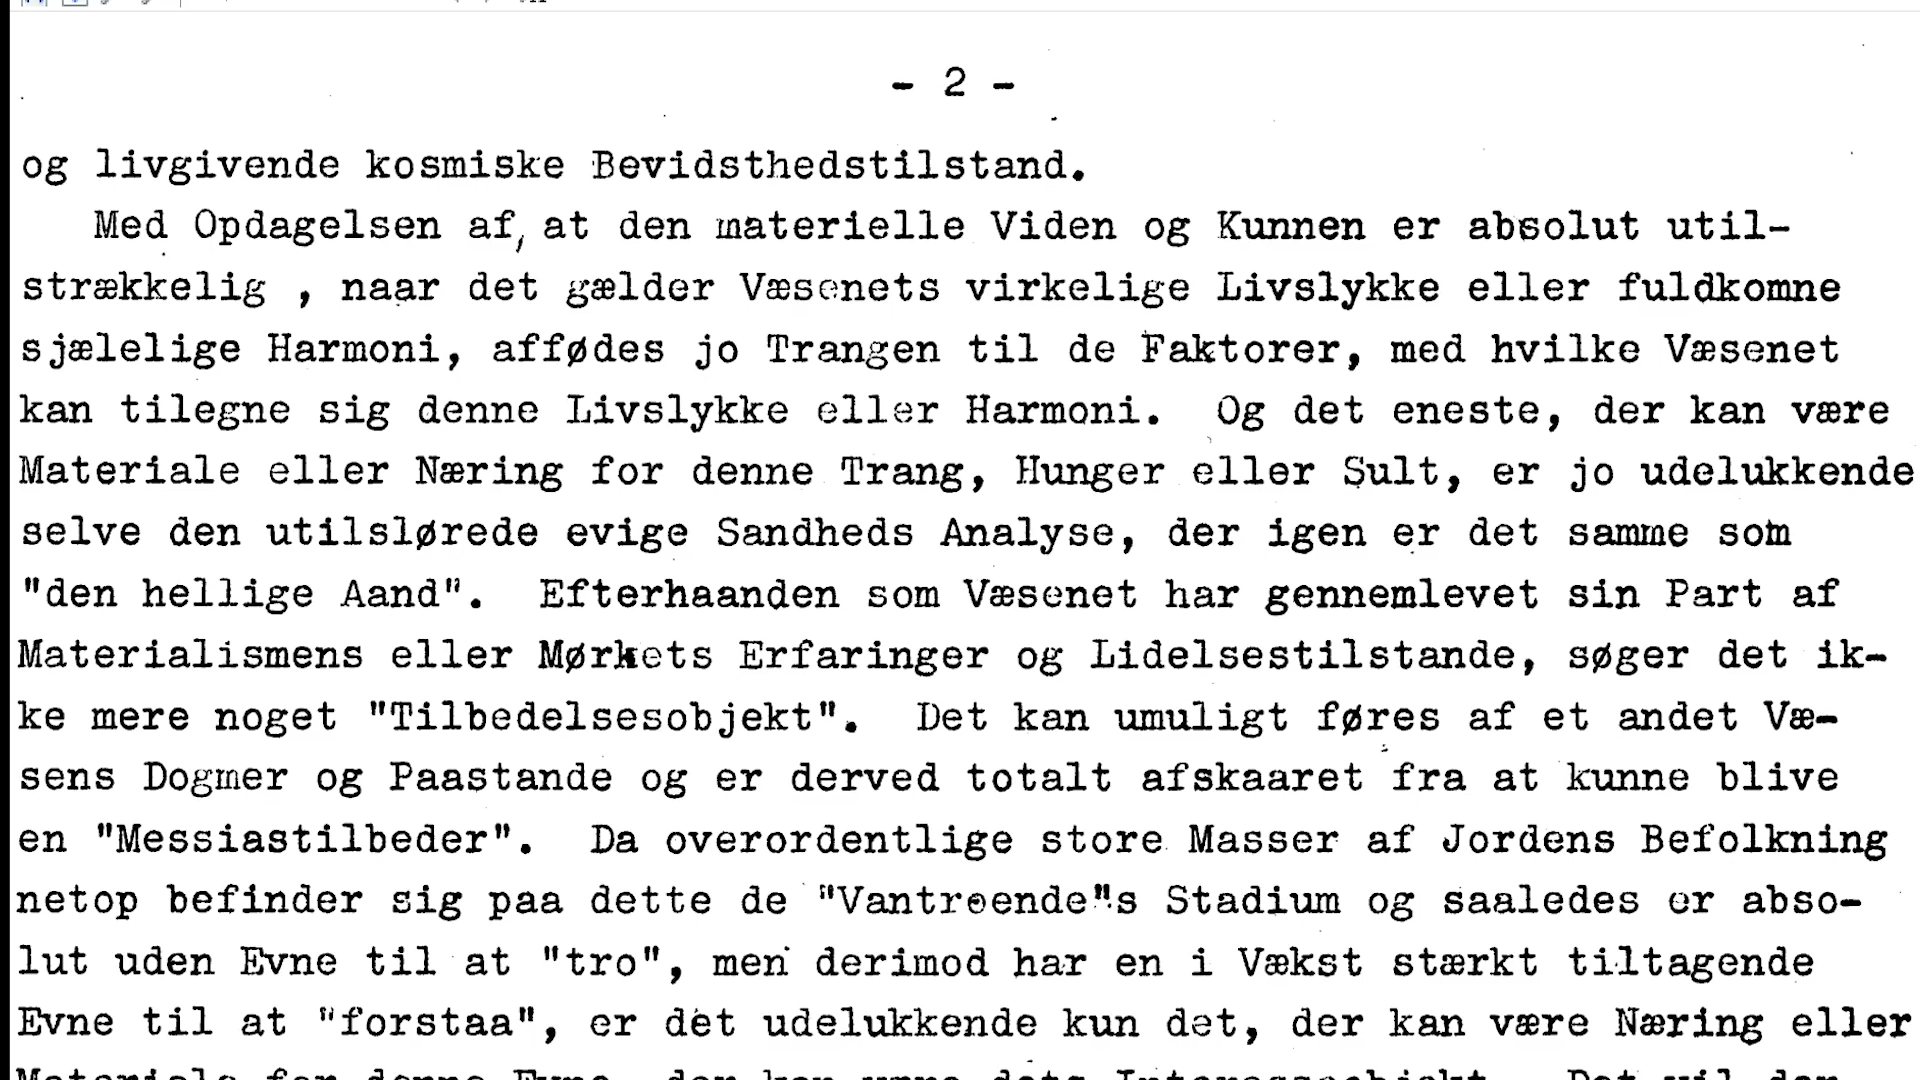 - 2 -
og livgivende kosmiske Bevidsthedstilstand.
Med Opdagelsen af, at den materielle Viden og Kunnen er absolut util-
strækkelig , naar det gælder Væsenets virkelige Livslykke eller fuldkomne
sjælelige Harmoni, affødes jo Trangen til de Faktorer, med hvilke Væsenet
kan tilegne sig denne Livslykke eller Harmoni. Og det eneste, der kan være
Materiale eller Næring for denne Trang, Hunger eller Sult, er jo udelukkende
selve den utilslørede evige Sandheds Analyse, der igen er det samme som
"den hellige Aand". Efterhaanden som Væsenet har gennemlevet sin Part af
Materialismens eller Mørkets Erfaringer og Lidelsestilstande, søger det ik-
ke mere noget "Tilbedelsesobjekt". Det kan umuligt føres af et andet Væ-
sens Dogmer og Paastande og er derved totalt afskaaret fra at kunne blive
en "Messiastilbeder". Da overordentlige store Masser af Jordens Befolkning
netop befinder sig paa dette de "Vantroende"s Stadium og saaledes er abso-
lut uden Evne til at "tro", men derimod har en i Vækst stærkt tiltagende
Evne til at "forstaa", er det udelukkende kun det, der kan være Næring eller